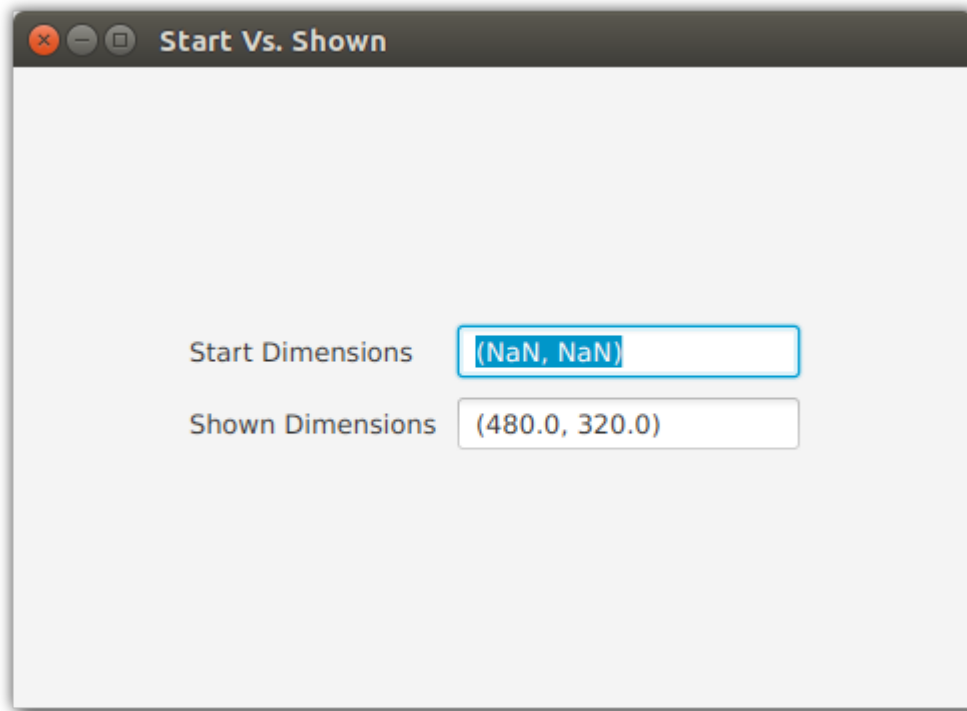 Start Vs. Shown
Start Dimensions (NaN, NaN)
Shown Dimensions (480.0, 320.0)